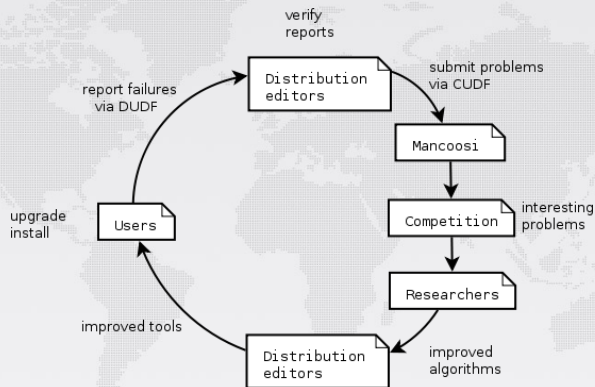 verify
reports
Distribution
editors
submit problems
via CUDF
report failures
via DUDF
Mancoosi
upgrade
install
Users
Competition
interesting
problems
Researchers
improved tools
Distribution
editors
improved
algorithms